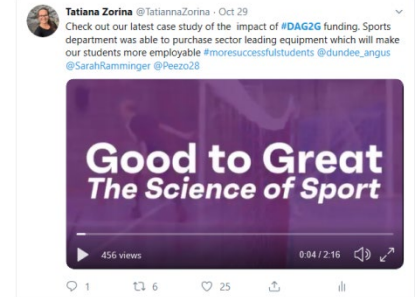 Tatiana Zorina @TatiannaZorina · Oct 29
Check out our latest case study of the impact of #DAG2G funding. Sports
department was able to purchase sector leading equipment which will make
our students more employable #moresuccessfulstudents @dundee_angus
@SarahRamminger @Peezo28
Good to Great
The Science of Sport
456 views 0:04 / 2:16
1 6 25